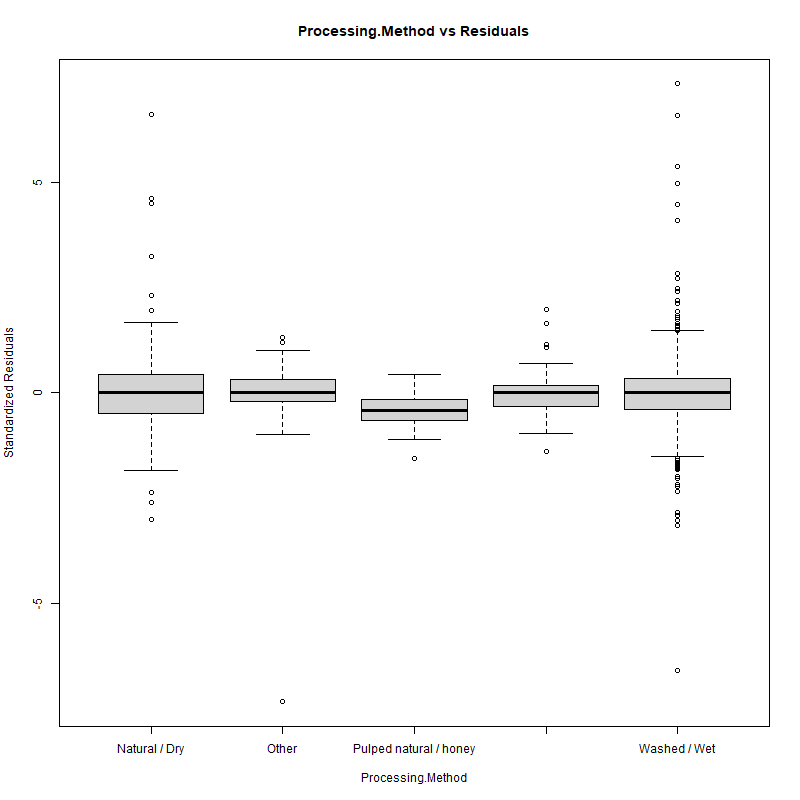 Processing.Method vs Residuals
Standardized Residuals
5
0
-5
Natural / Dry
Other
Pulped natural / honey
Washed / Wet
Processing.Method